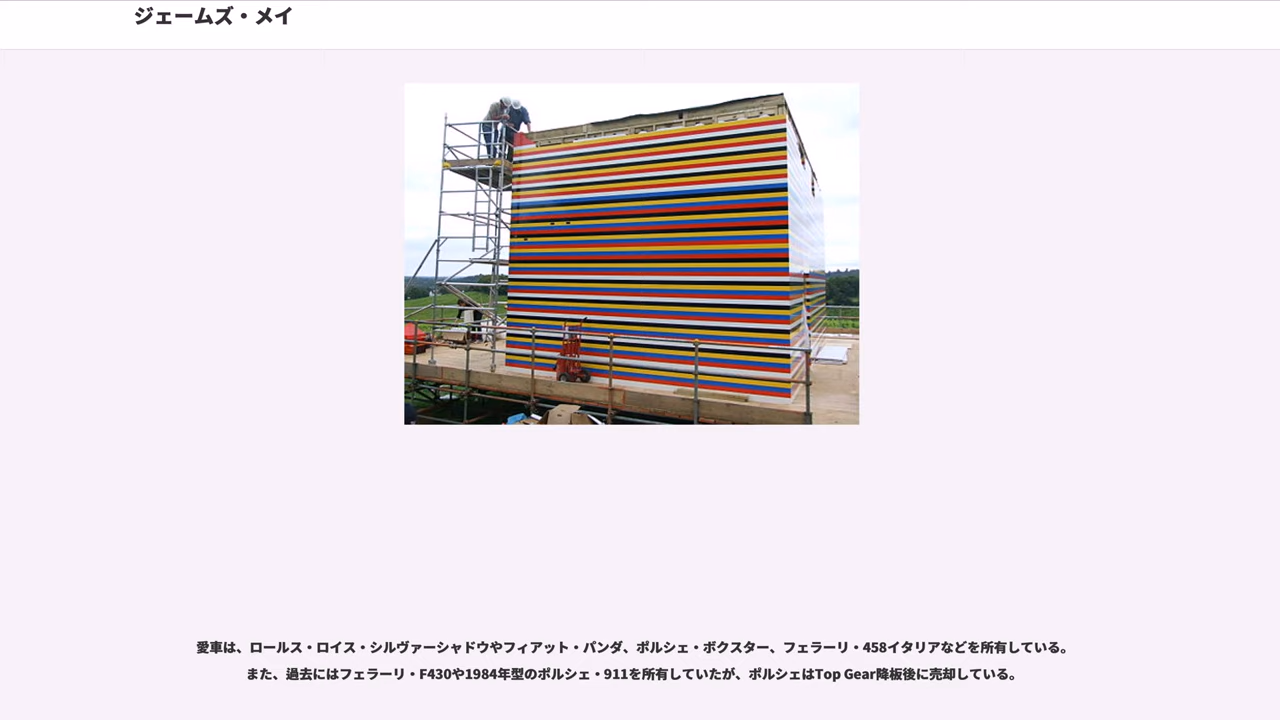 ジェームズ・メイ
愛車は、ロールス・ロイス・シルヴァーシャドウやフィアット・パンダ、ポルシェ・ボクスター、フェラーリ・458イタリアなどを所有している。
また、過去にはフェラーリ・F430や1984年型のポルシェ・911を所有していたが、ポルシェはTop Gear降板後に売却している。